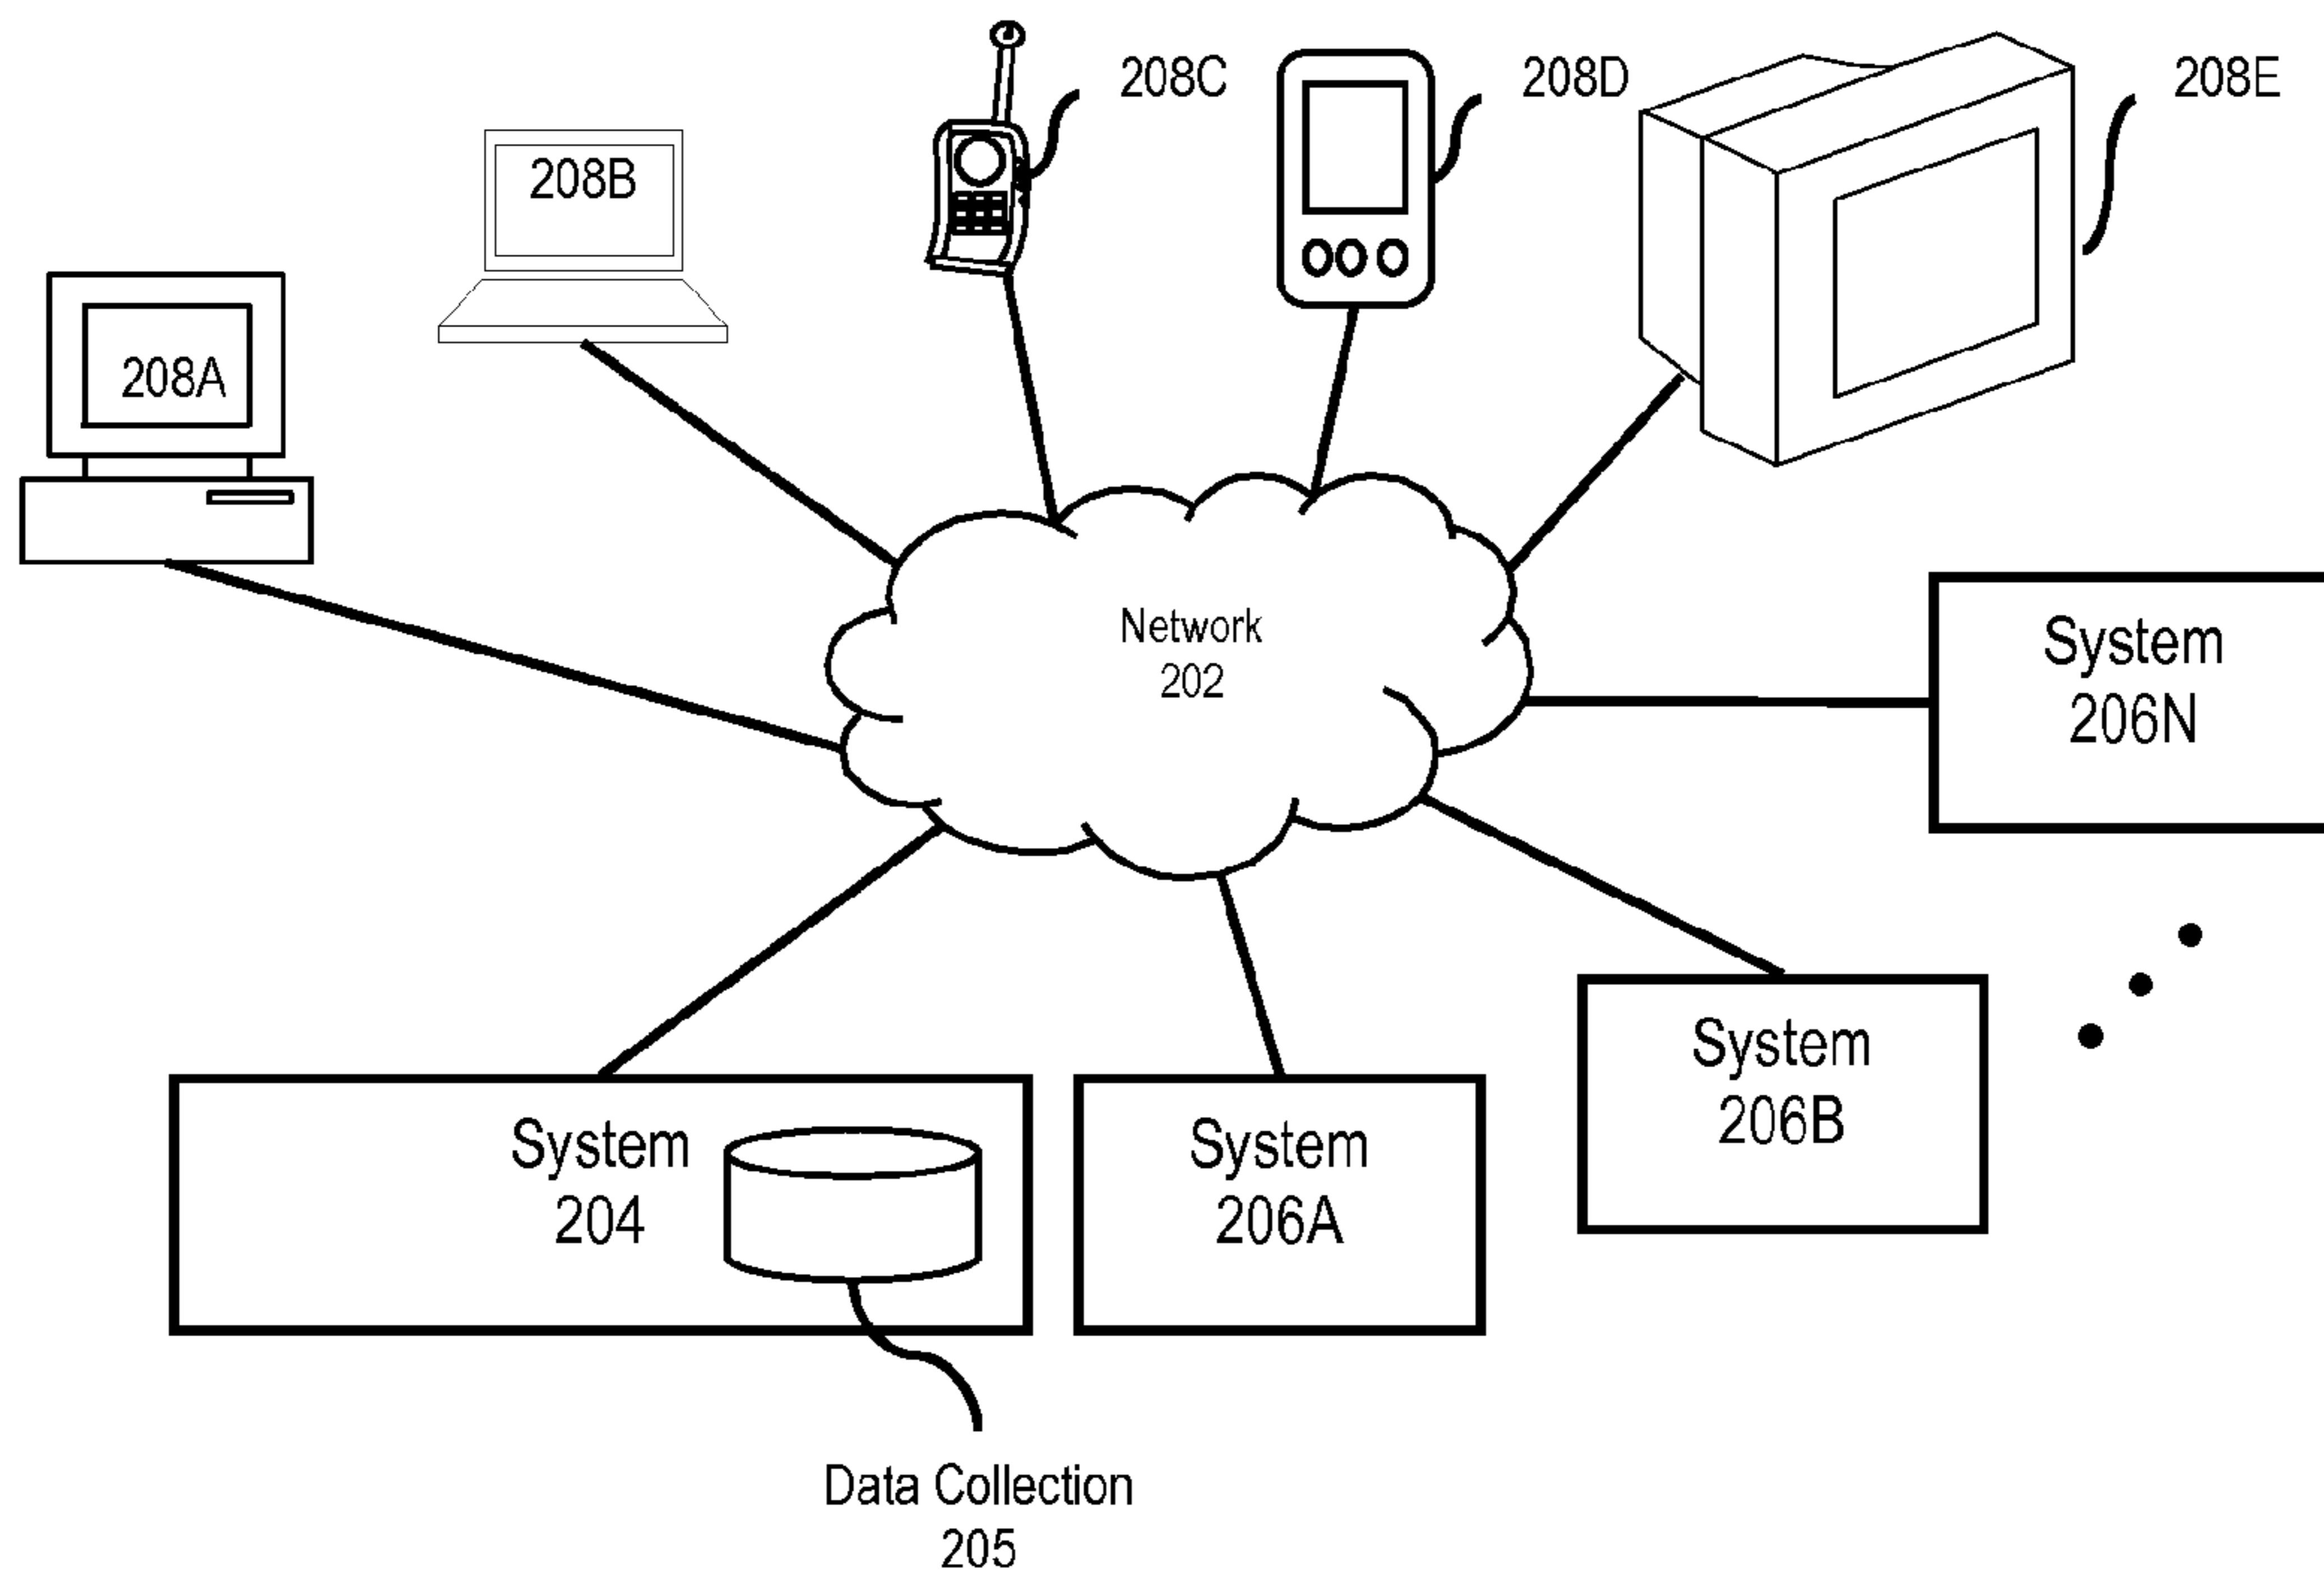 208C
208D
208E
208B
208A
Network
202
System
206N
System
206B
System
204
System
206A
Data Collection
205